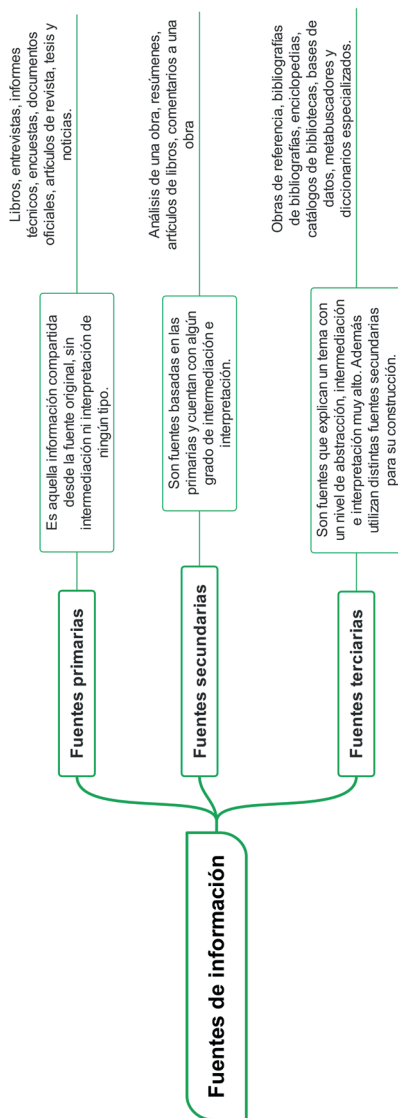 Fuentes de información
Fuentes primarias
Es aquella información compartida
desde la fuente original, sin
intermediación ni interpretación de
ningún tipo.
Libros, entrevistas, informes
técnicos, encuestas, documentos
oficiales, artículos de revista, tesis y
noticias.
Fuentes secundarias
Son fuentes basadas en las
primarias y cuentan con algún
grado de intermediación e
interpretación.
Análisis de una obra, resúmenes,
artículos de libros, comentarios a una
obra
Fuentes terciarias
Son fuentes que explican un tema con
un nivel de abstracción, intermediación
e interpretación muy alto. Además
utilizan distintas fuentes secundarias
para su construcción.
Obras de referencia, bibliografías
de bibliografías, enciclopedias,
catálogos de bibliotecas, bases de
datos, metabuscadores y
diccionarios especializados.